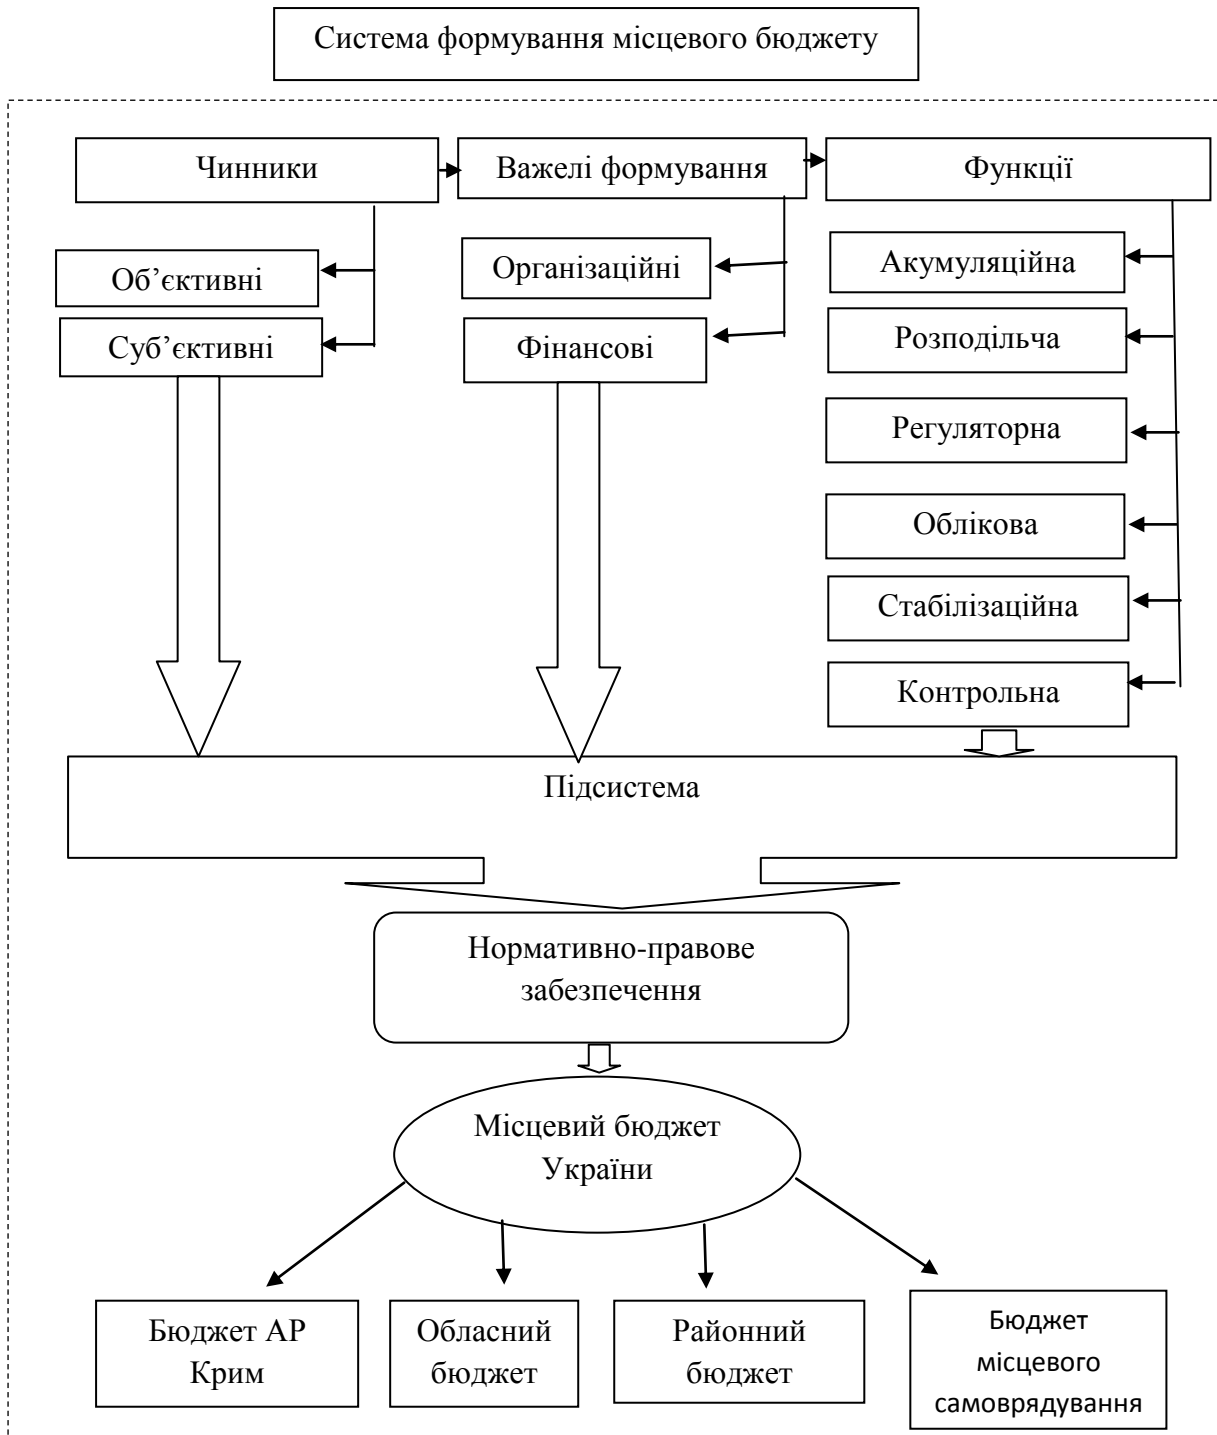 Система формування місцевого бюджету
Чинники
Важелі формування
Функції
Об’єктивні
Суб’єктивні
Організаційні
Фінансові
Акумуляційна
Розподільча
Регуляторна
Облікова
Стабілізаційна
Контрольна
Підсистема
Нормативно-правове
забезпечення
Місцевий бюджет
України
Бюджет АР
Крим
Обласний
бюджет
Районний
бюджет
Бюджет
місцевого
самоврядування